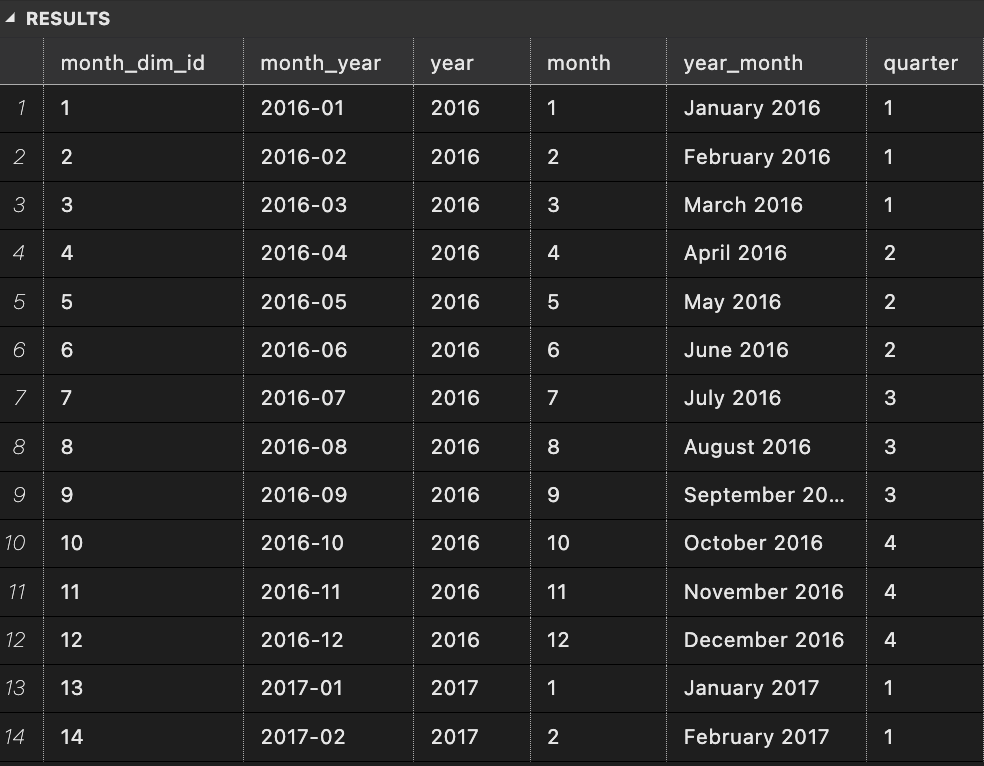 RESULTS
month_dim_id month_year year month year_month quarter
1 1 2016-01 2016 1 January 2016 1
2 2 2016-02 2016 2 February 2016 1
3 3 2016-03 2016 3 March 2016 1
4 4 2016-04 2016 4 April 2016 2
5 5 2016-05 2016 5 May 2016 2
6 6 2016-06 2016 6 June 2016 2
7 7 2016-07 2016 7 July 2016 3
8 8 2016-08 2016 8 August 2016 3
9 9 2016-09 2016 9 September 20... 3
10 10 2016-10 2016 10 October 2016 4
11 11 2016-11 2016 11 November 2016 4
12 12 2016-12 2016 12 December 2016 4
13 13 2017-01 2017 1 January 2017 1
14 14 2017-02 2017 2 February 2017 1